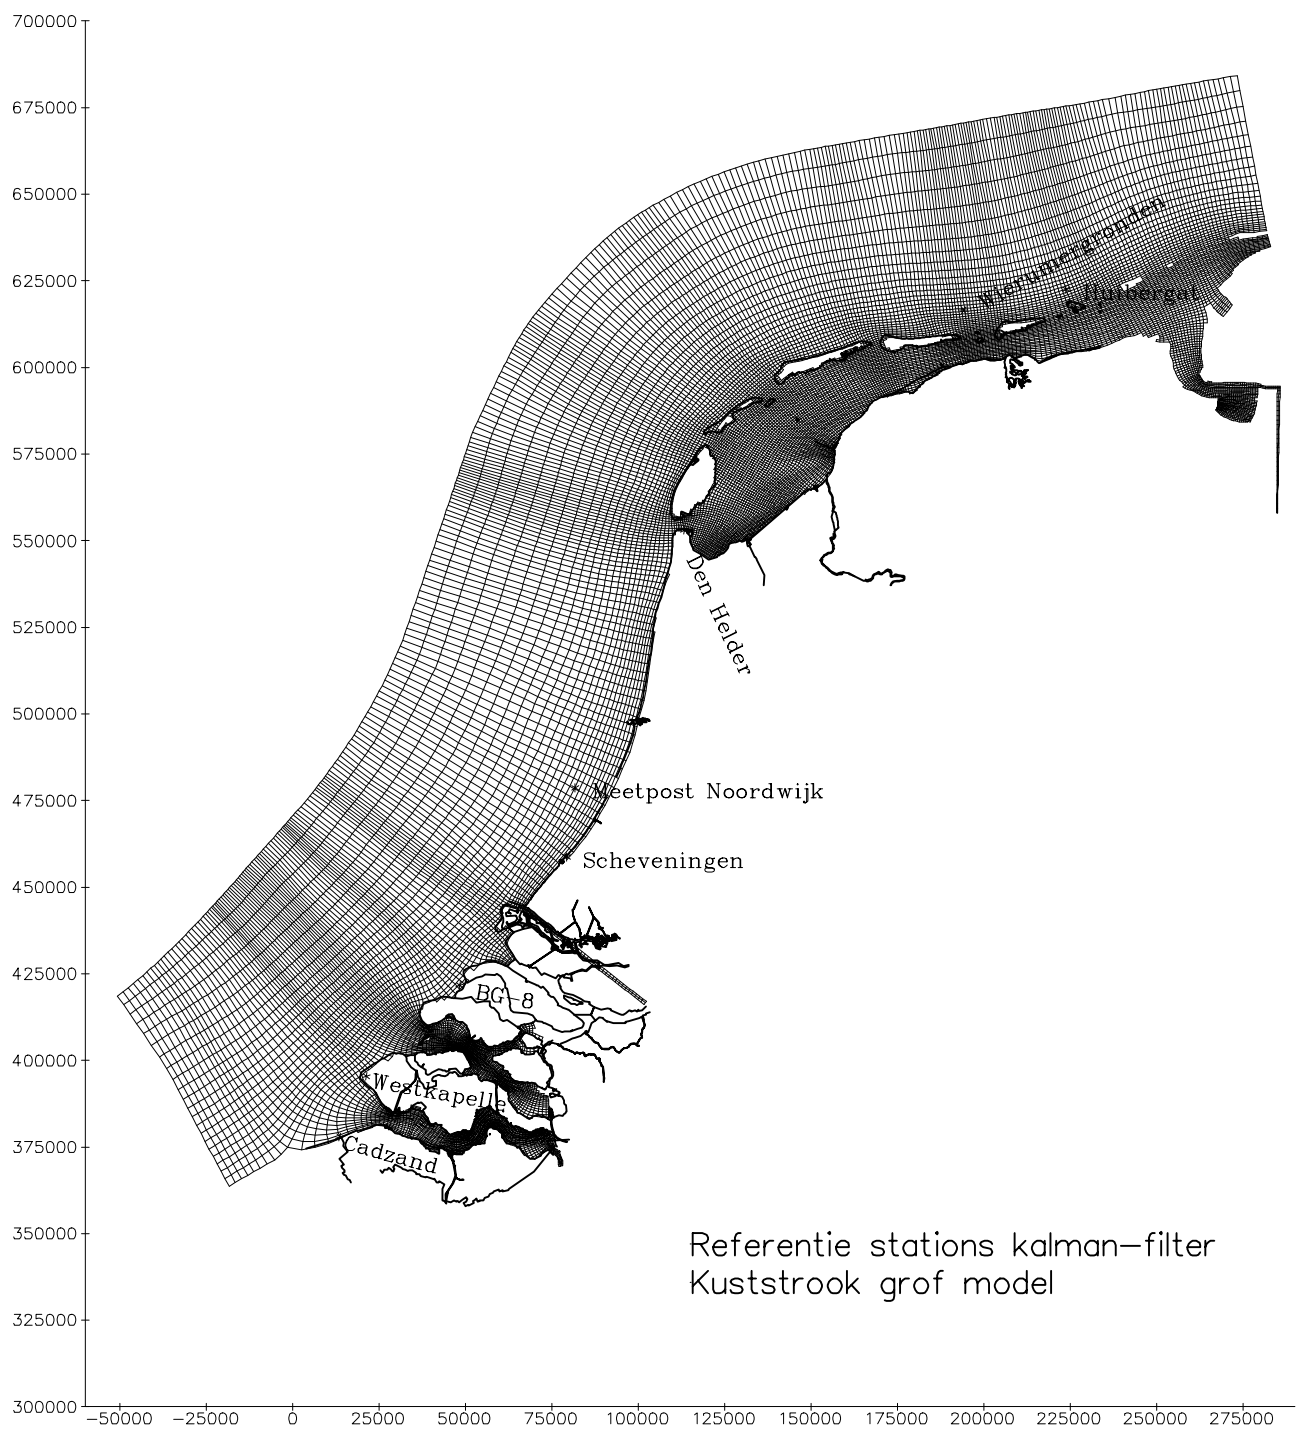 700000
675000
650000
Wierumergronden
625000
Huibergat
600000
575000
550000
Den Helder
525000
500000
475000
Meetpost Noordwijk
Scheveningen
450000
425000
BG-8
400000
Westkapelle
375000
Cadzand
350000
Referentie stations kalman-filter
Kuststrook grof model
325000
300000
-50000 -25000 0 25000 50000 75000 100000 125000 150000 175000 200000 225000 250000 275000